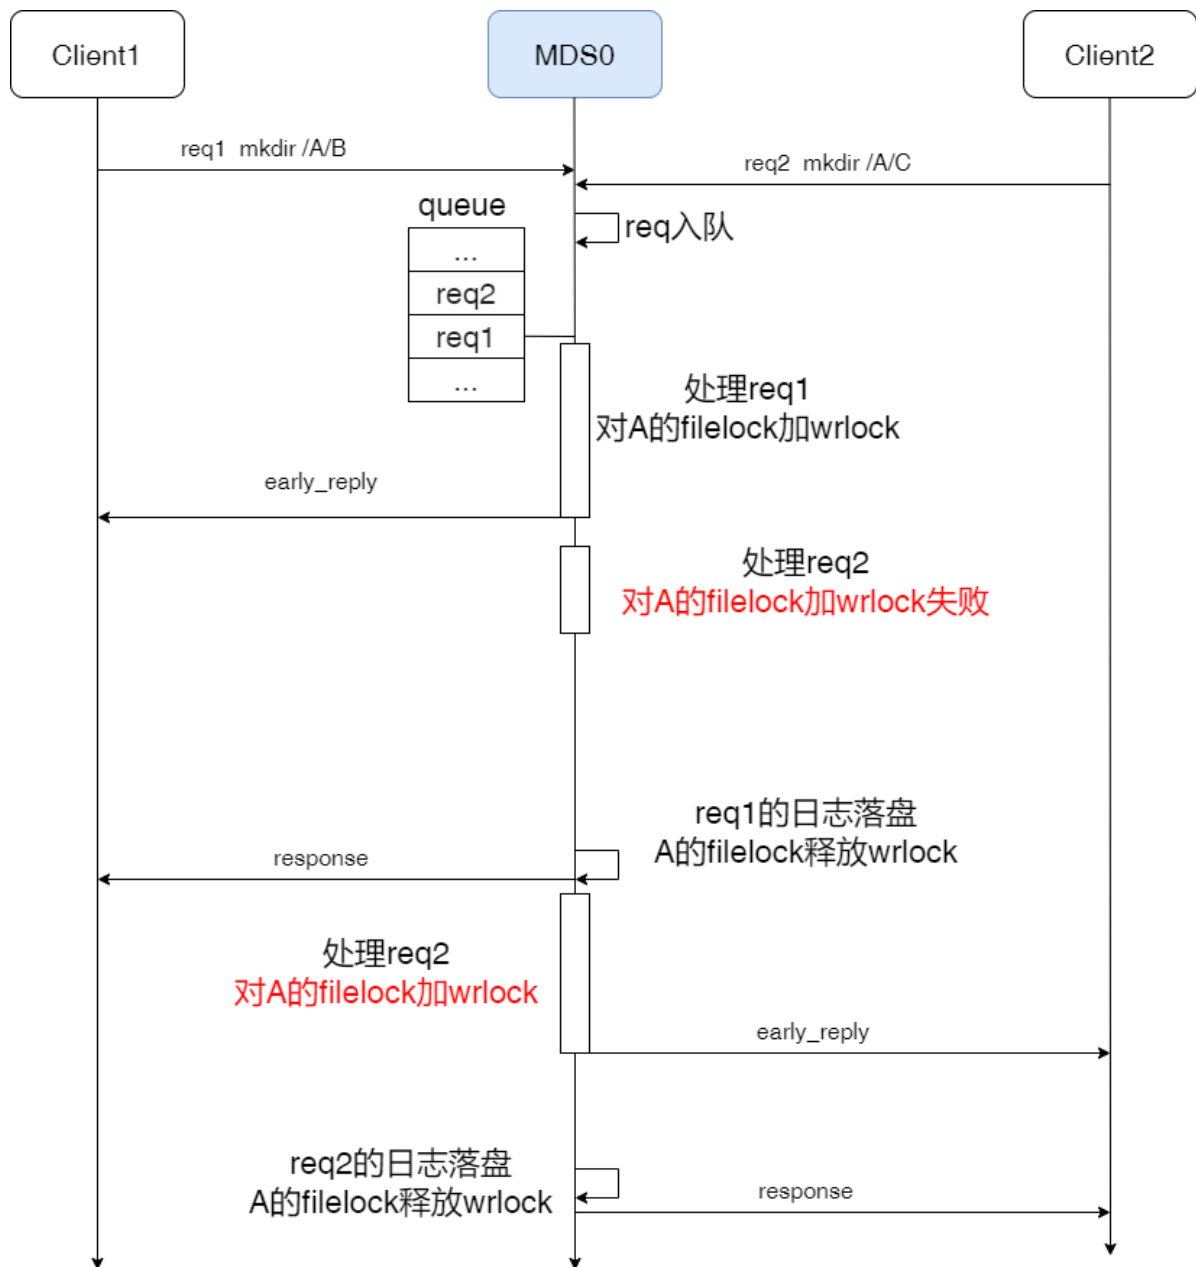 Client1
MDS0
Client2
req1 mkdir /A/B
req2 mkdir /A/C
queue
req入队
...
req2
req1
...
处理req1
对A的filelock加wrlock
early_reply
处理req2
对A的filelock加wrlock失败
req1的日志落盘
A的filelock释放wrlock
response
处理req2
对A的filelock加wrlock
early_reply
req2的日志落盘
A的filelock释放wrlock
response